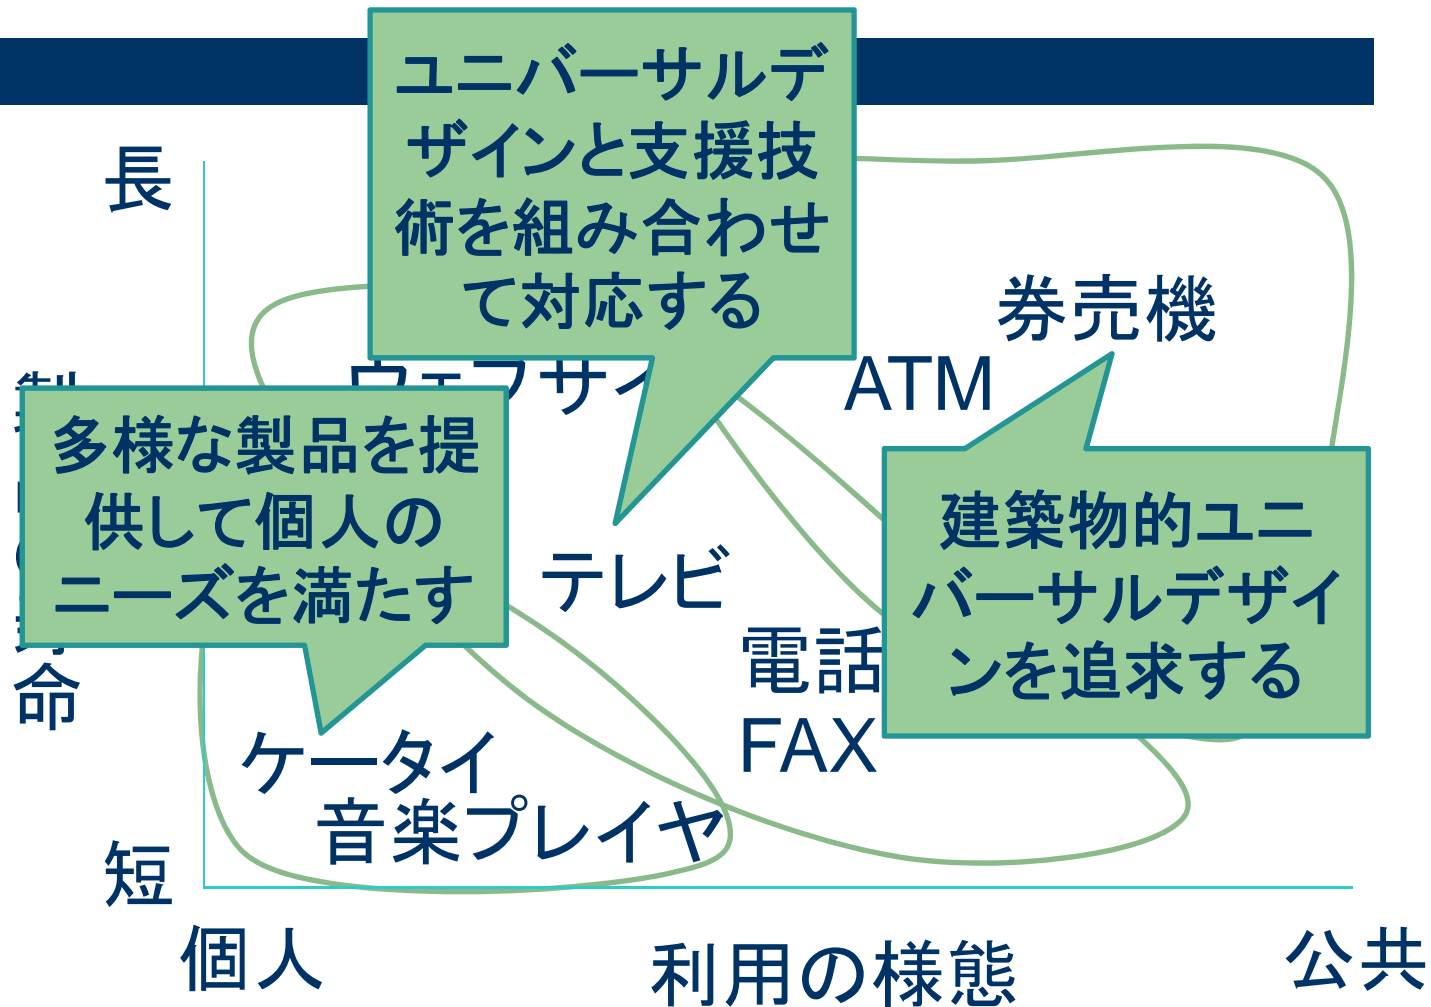 ユニバーサルデ
ザインと支援技
術を組み合わせ
て対応する
長
券売機
ATM
多様な製品を提
供して個人の
ニーズを満たす
建築物的ユニ
バーサルデザイ
ンを追求する
テレビ
電話
FAX
命
ケータイ
音楽プレイヤ
短
個人
利用の様態
公共